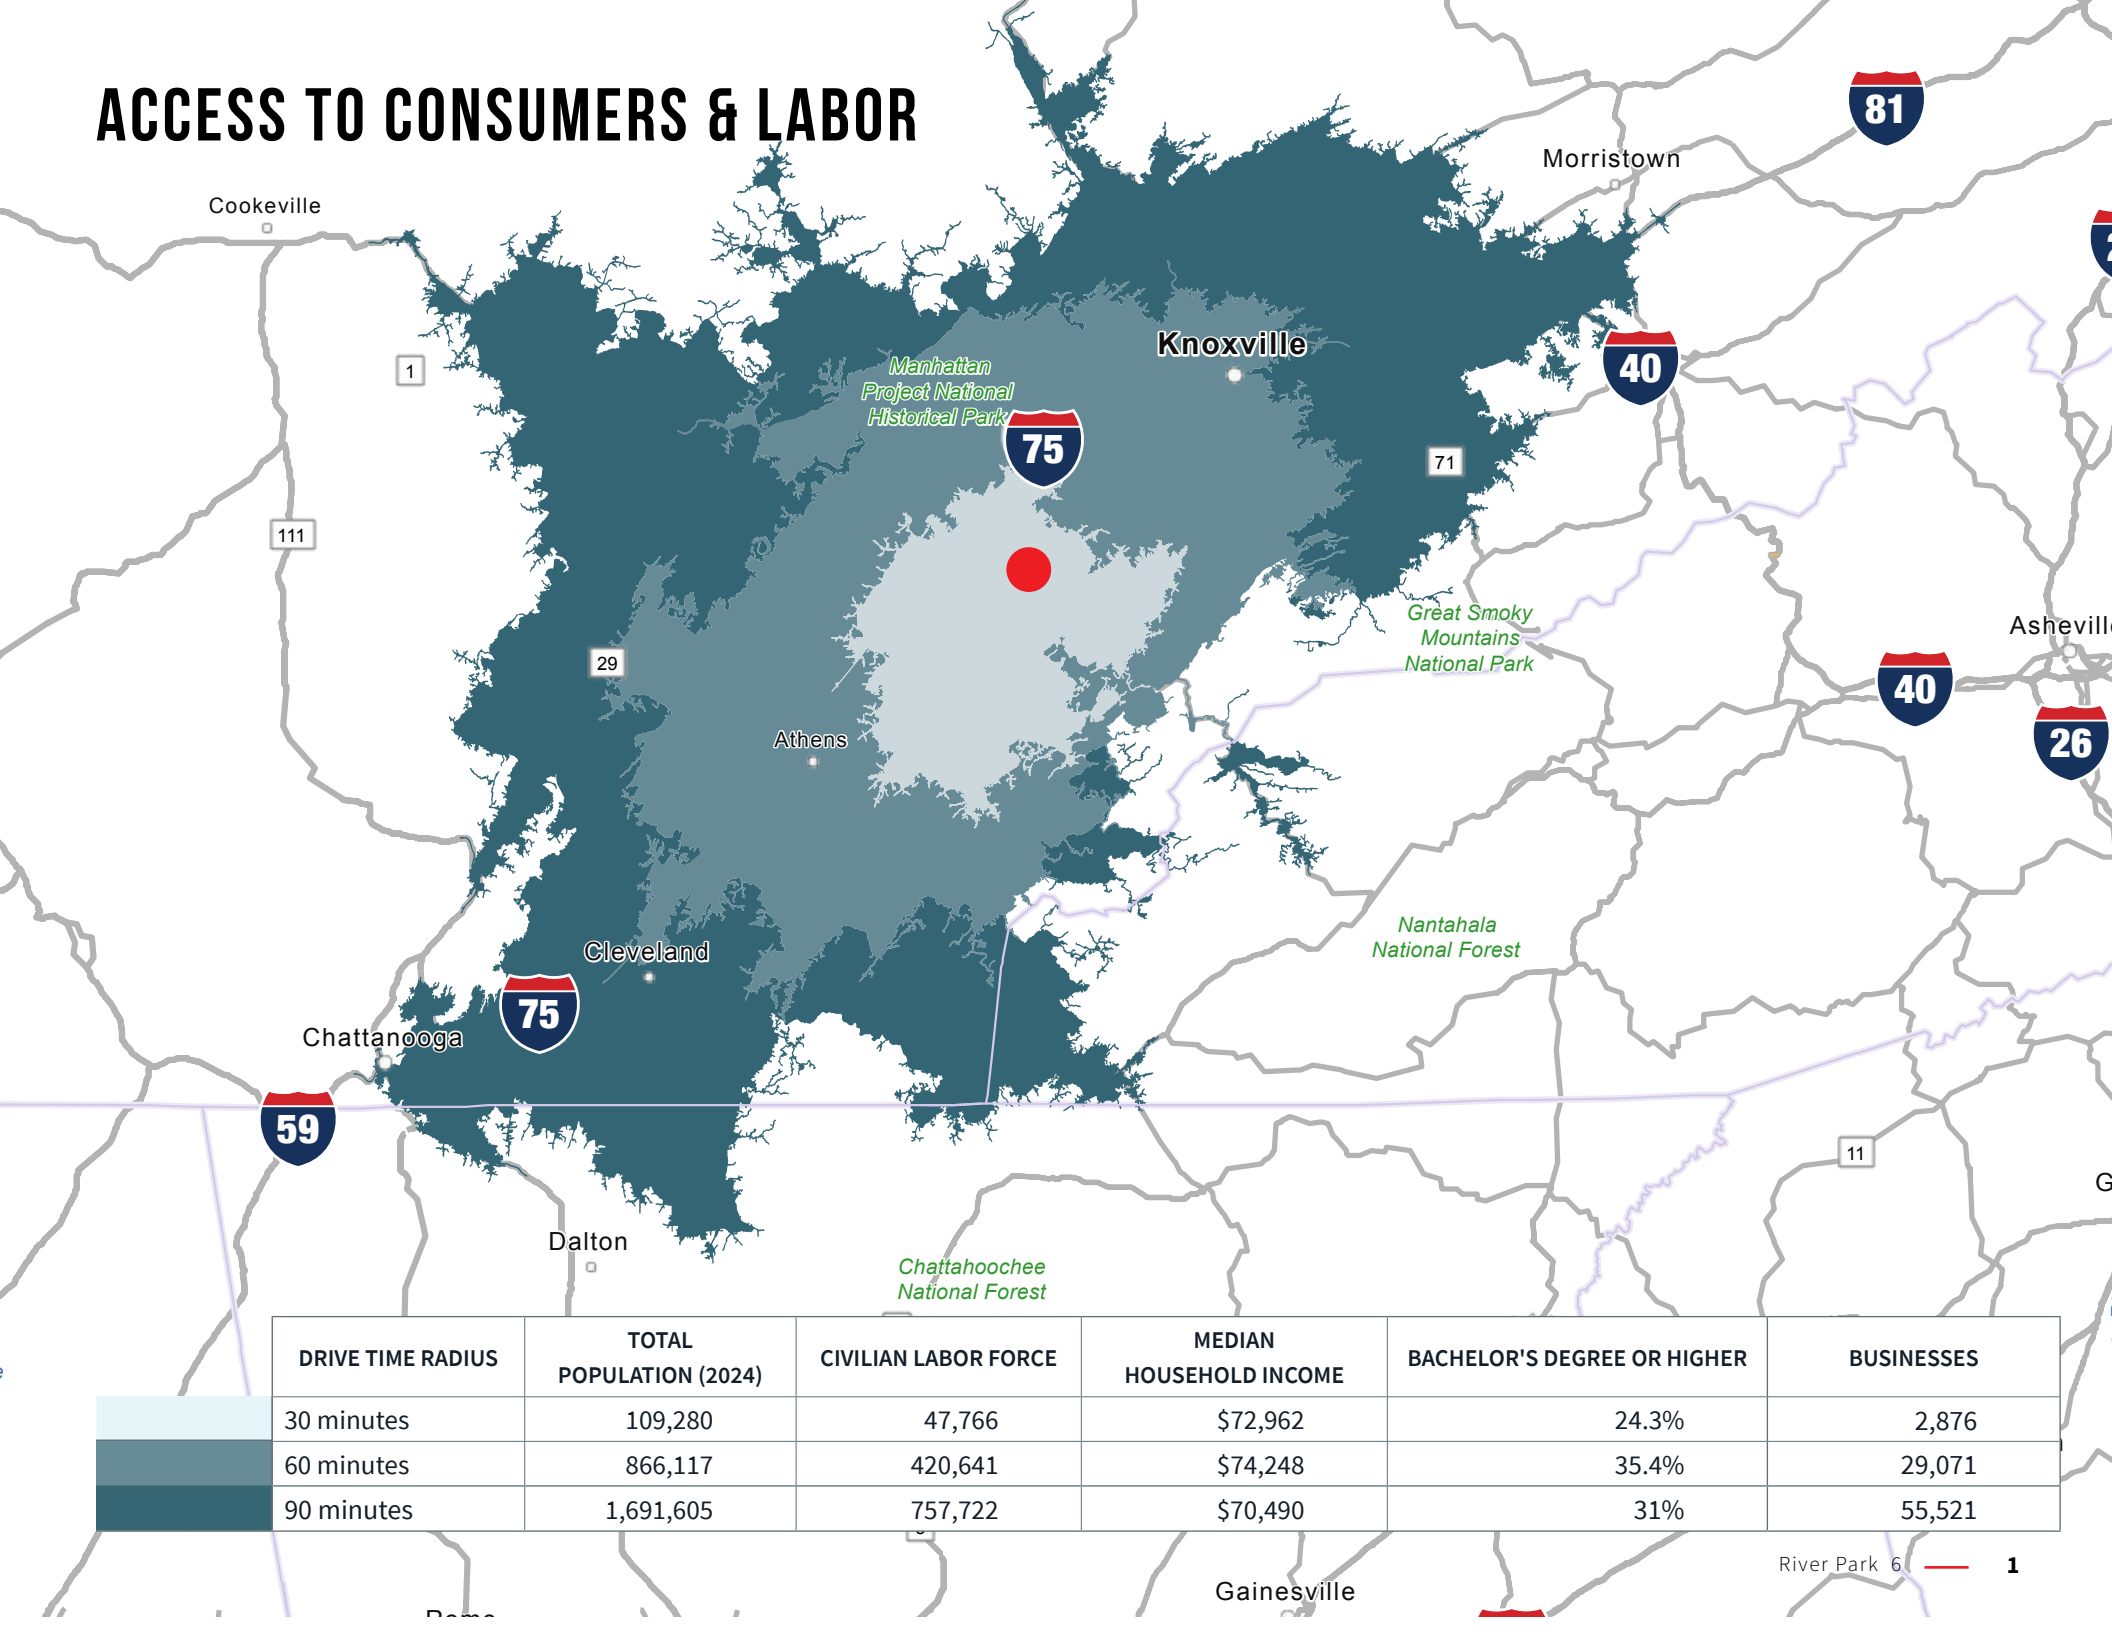 ACCESS TO CONSUMERS & LABOR
81
Morristown
Cookeville
Knoxville
40
1
Manhattan
Project National
Historical Park
75
71
111
Great Smoky
Mountains
National Park
29
40
26
Athens
Nantahala
National Forest
Cleveland
75
Chattanooga
59
11
Dalton
Chattahoochee
National Forest
DRIVE TIME RADIUS
TOTAL
POPULATION (2024)
CIVILIAN LABOR FORCE
MEDIAN
HOUSEHOLD INCOME
BACHELOR'S DEGREE OR HIGHER
BUSINESSES
30 minutes 109,280 47,766 $72,962 24.3% 2,876
60 minutes 866,117 420,641 $74,248 35.4% 29,071
90 minutes 1,691,605 757,722 $70,490 31% 55,521
River Park 6 1
Gainesville